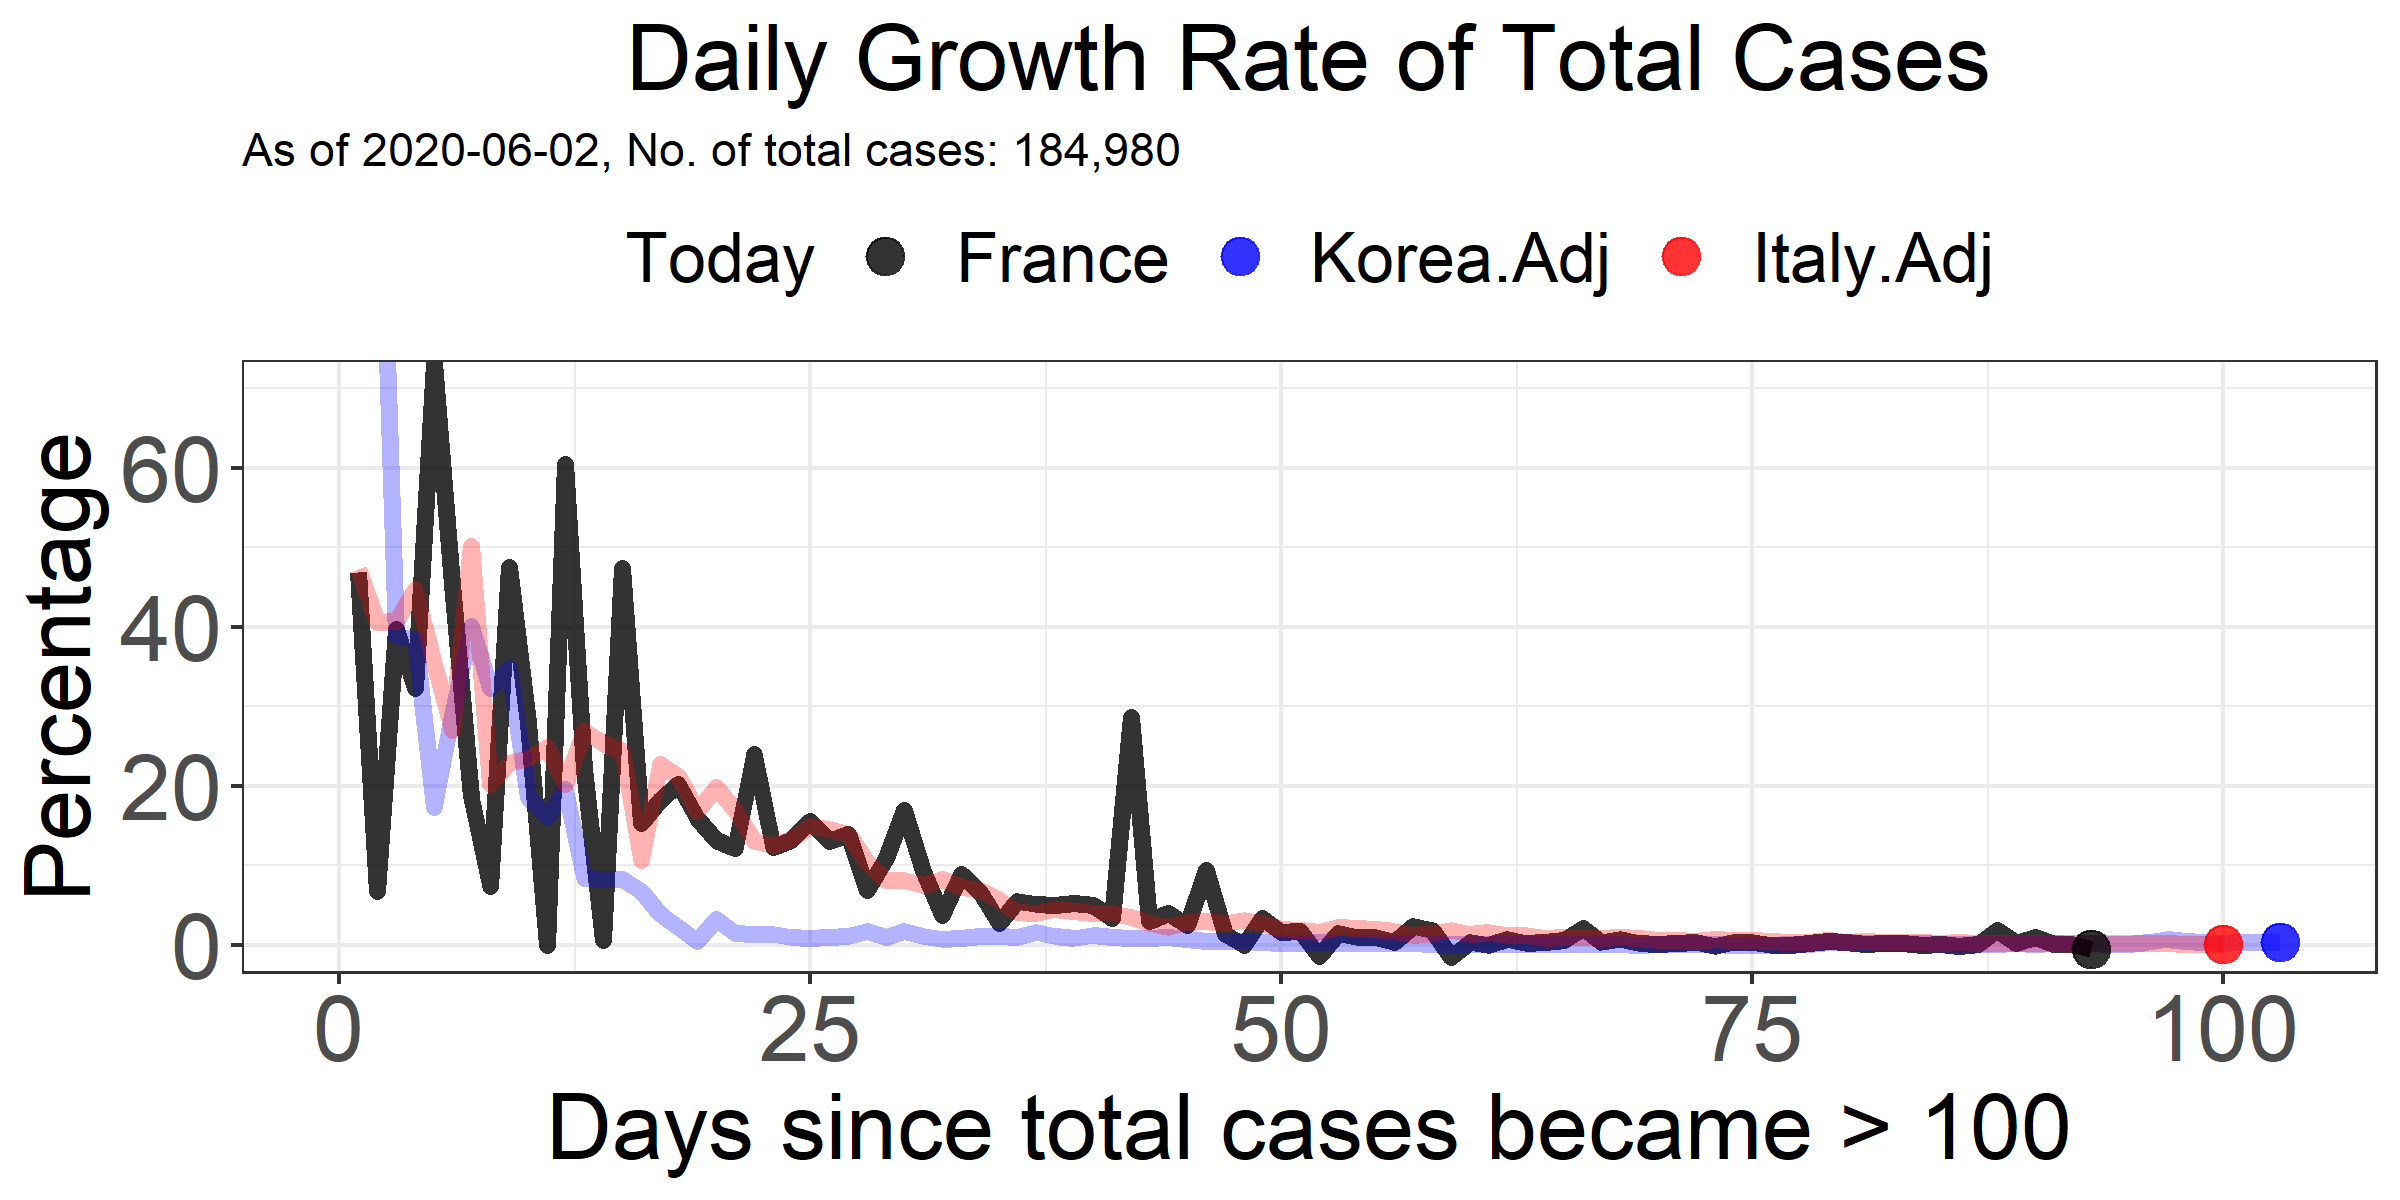 Daily Growth Rate of Total Cases
As of 2020-06-02, No. of total cases: 184,980
Today France Korea.Adj Italy.Adj
Percentage
60
40
20
0
0 25 50 75 100
Days since total cases became > 100